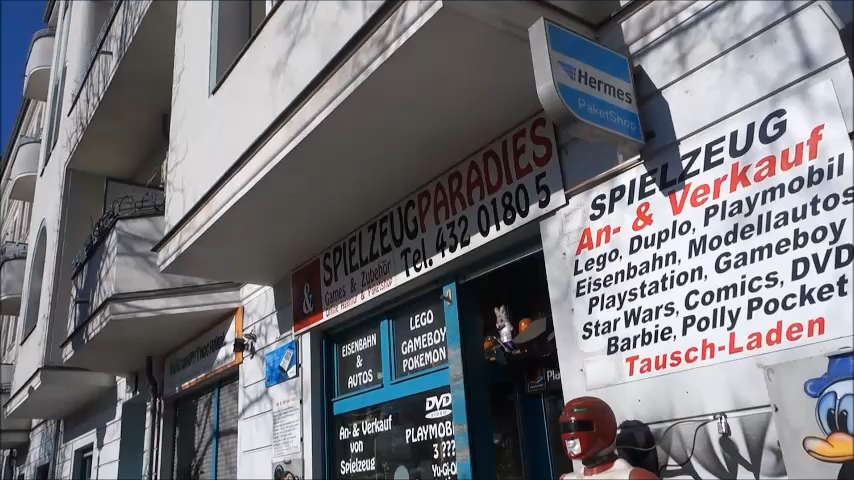 Hermes
PaketShop
SPIELZEUGPARADIES
& Games & Zubehör
Tel. 432 0180 5
SPIELZEUG
An- & Verkauf
Lego, Duplo, Playmobil
Eisenbahn & Modellautos
Playstation & Gameboy
Star Wars & Comics, DVD
Barbie, Polly Pocket
Tausch-Laden
EISENBAHN
&
AUTOS
LEGO
GAMEBOY
POKEMON
An & Verkauf
von
SPIELZEUG
DVD
PLAYMOBIL
3 ???
YU-GI-O